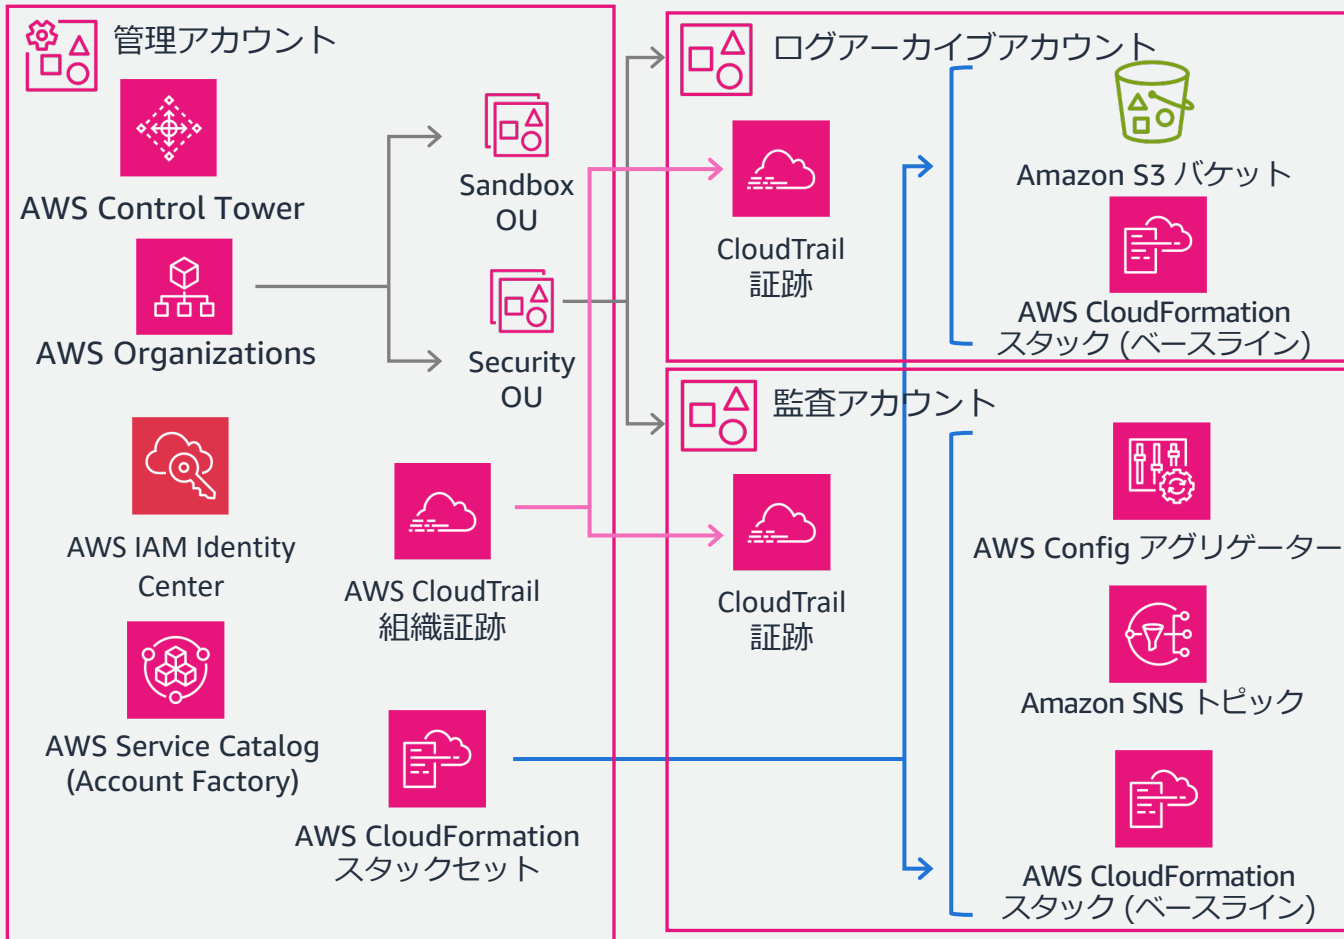 管理アカウント
AWS Control Tower
AWS Organizations
AWS IAM Identity
Center
AWS Service Catalog
(Account Factory)
Sandbox
OU
Security
OU
AWS CloudTrail
組織証跡
AWS CloudFormation
スタックセット
ログアーカイブアカウント
CloudTrail
証跡
Amazon S3 バケット
AWS CloudFormation
スタック (ベースライン)
監査アカウント
CloudTrail
証跡
AWS Config アグリゲーター
Amazon SNS トピック
AWS CloudFormation
スタック (ベースライン)